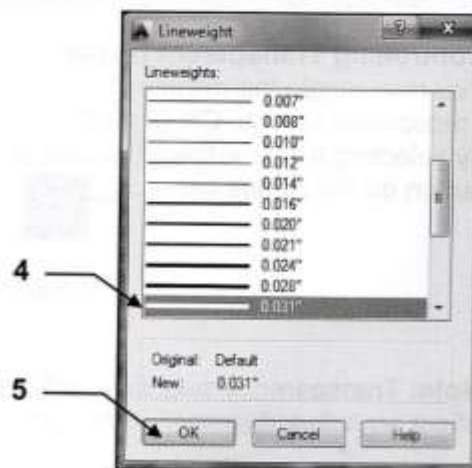 Lineweight
Lineweights:
0.007"
0.008"
0.010"
0.012"
0.014"
0.016"
0.020"
0.021"
0.024"
0.028"
4
0.031"
Original: Default
New: 0.031"
5
OK Cancel Help